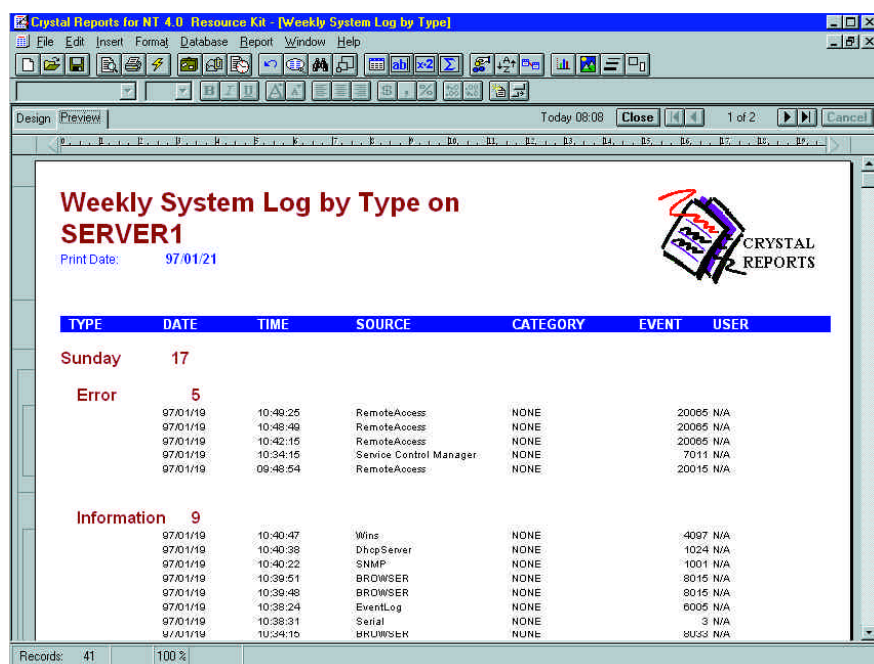 Crystal Reports for NT 4.0 Resource Kit - [Weekly System Log by Type]
File Edit Insert Format Database Report Window Help
Design Preview Today 08:08 Close 1 of 2 Cancel
Weekly System Log by Type on
SERVER1
Print Date: 97/01/21
CRYSTAL
REPORTS
TYPE DATE TIME SOURCE CATEGORY EVENT USER
Sunday 17
Error 5
97/01/19 10:49:25 RemoteAccess NONE 20065 N/A
97/01/19 10:48:49 RemoteAccess NONE 20065 N/A
97/01/19 10:42:15 RemoteAccess NONE 20065 N/A
97/01/19 10:34:15 Service Control Manager NONE 7011 N/A
97/01/19 09:48:54 RemoteAccess NONE 20015 N/A
Information 9
97/01/19 10:40:47 Wins NONE 4097 N/A
97/01/19 10:40:38 DhcpServer NONE 1024 N/A
97/01/19 10:40:22 SNMP NONE 1001 N/A
97/01/19 10:39:51 BROWSER NONE 8015 N/A
97/01/19 10:39:48 BROWSER NONE 8015 N/A
97/01/19 10:38:24 EventLog NONE 6005 N/A
97/01/19 10:38:31 Serial NONE 3 N/A
97/01/19 10:34:15 BROWSER NONE 8033 N/A
Records: 41 100 %